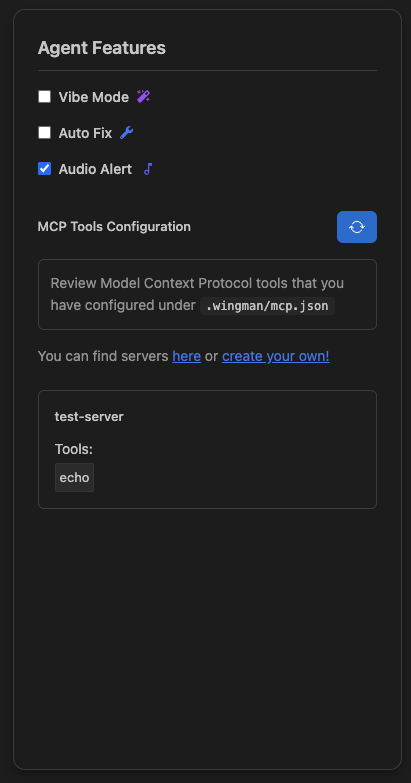 Agent Features
Vibe Mode
Auto Fix
Audio Alert
MCP Tools Configuration
Review Model Context Protocol tools that you
have configured under .wingman/mcp.json
You can find servers here or create your own!
test-server
Tools:
echo